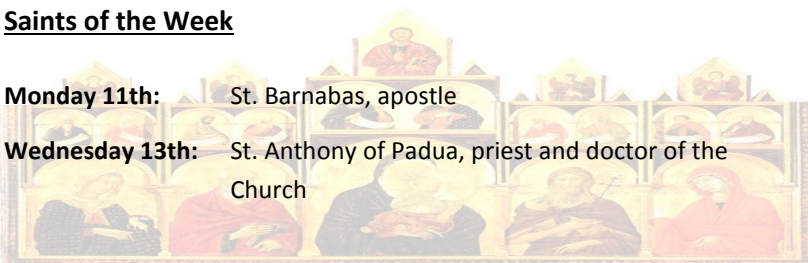 Saints of the Week
Monday 11th: St. Barnabas, apostle
Wednesday 13th: St. Anthony of Padua, priest and doctor of the
Church